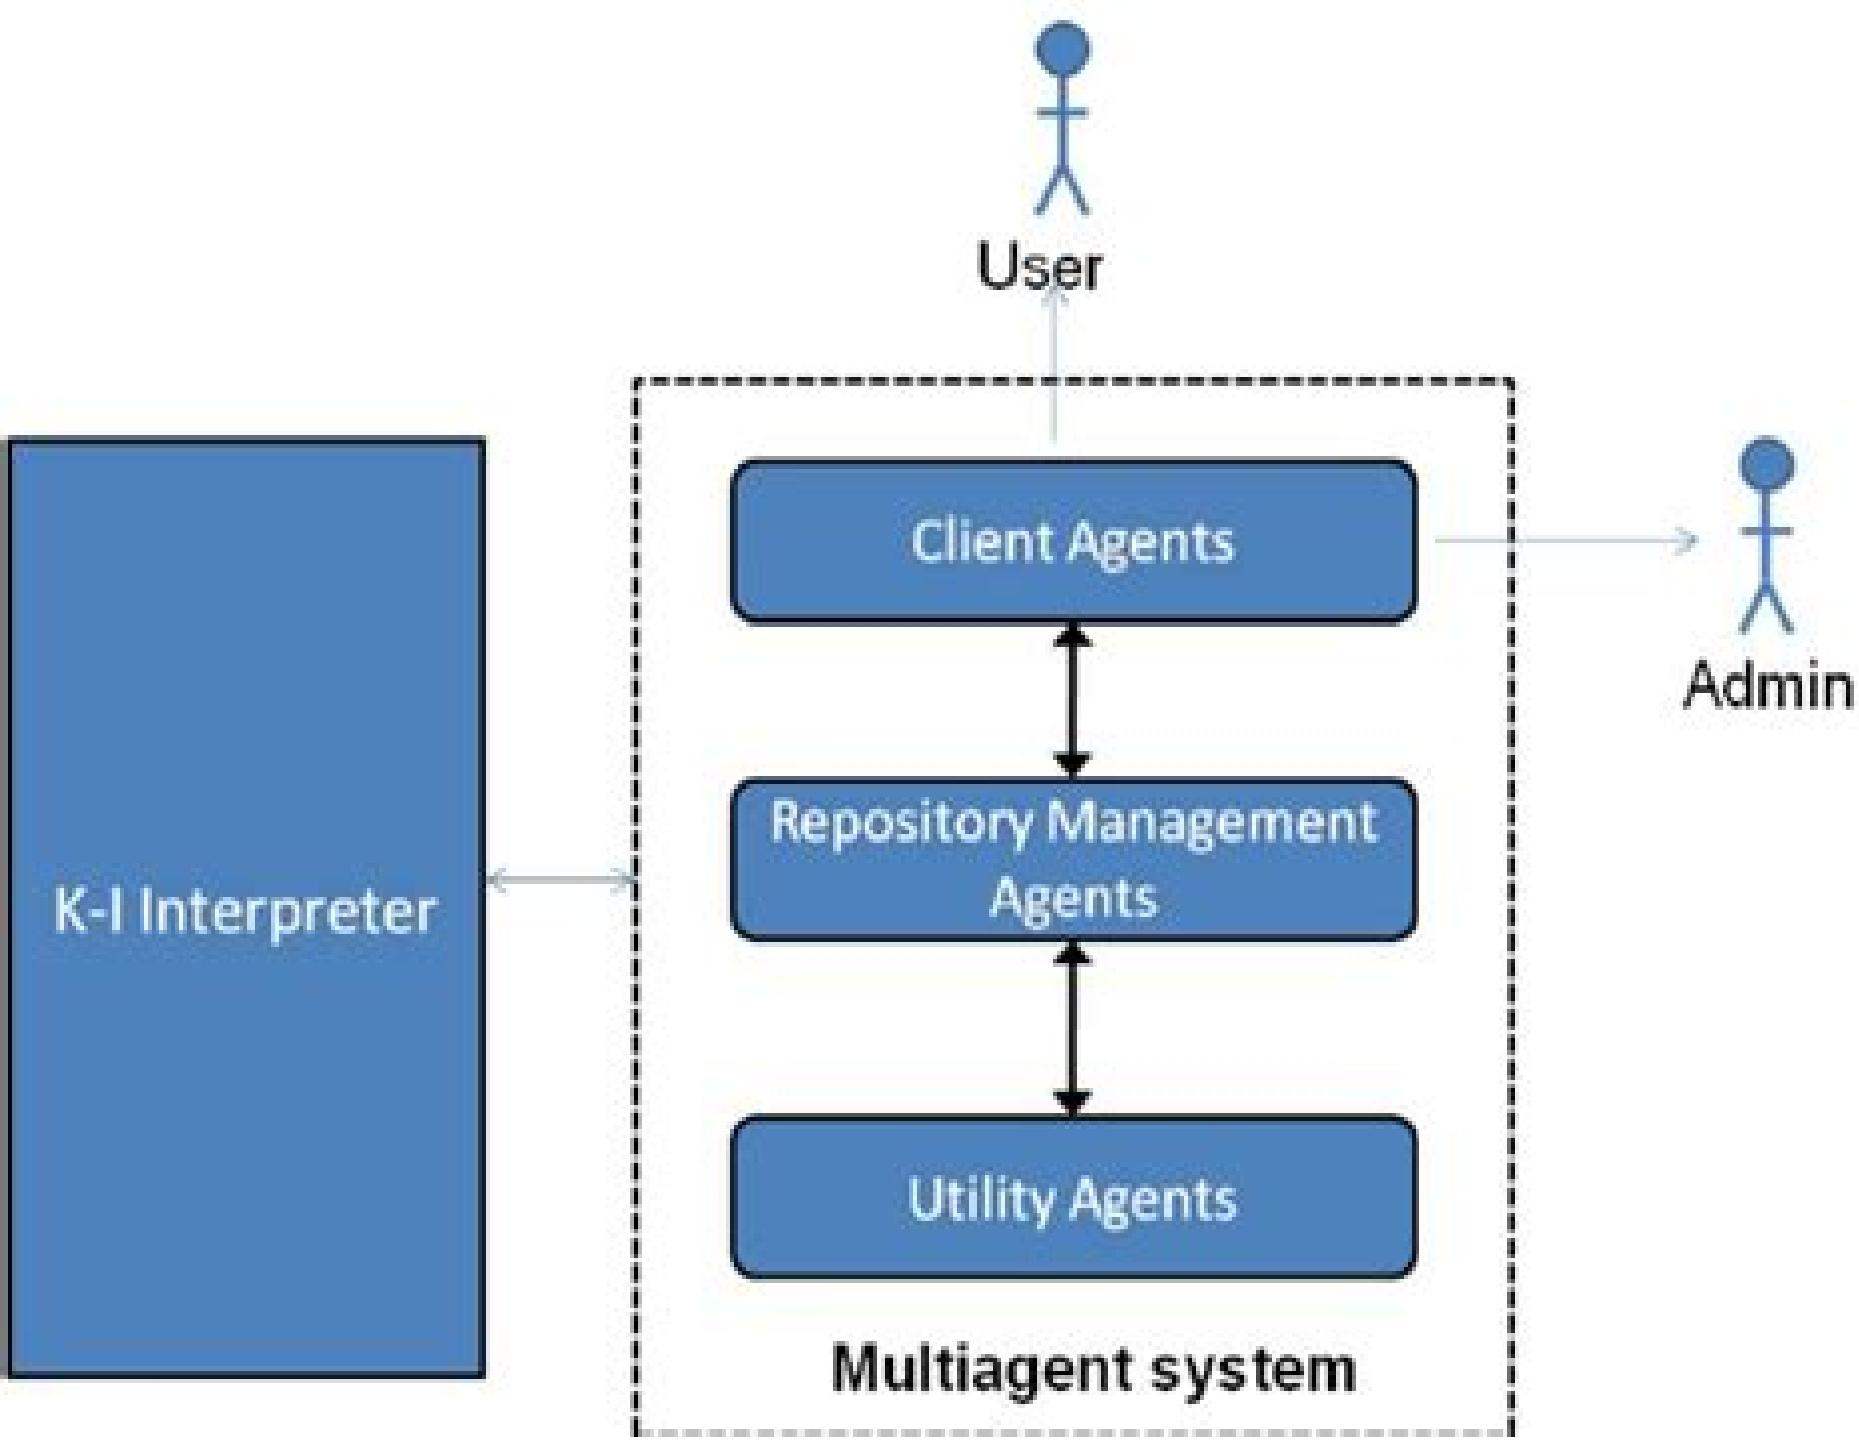 User
Client Agents
Admin
Repository Management
Agents
K-I Interpreter
Utility Agents
Multiagent system